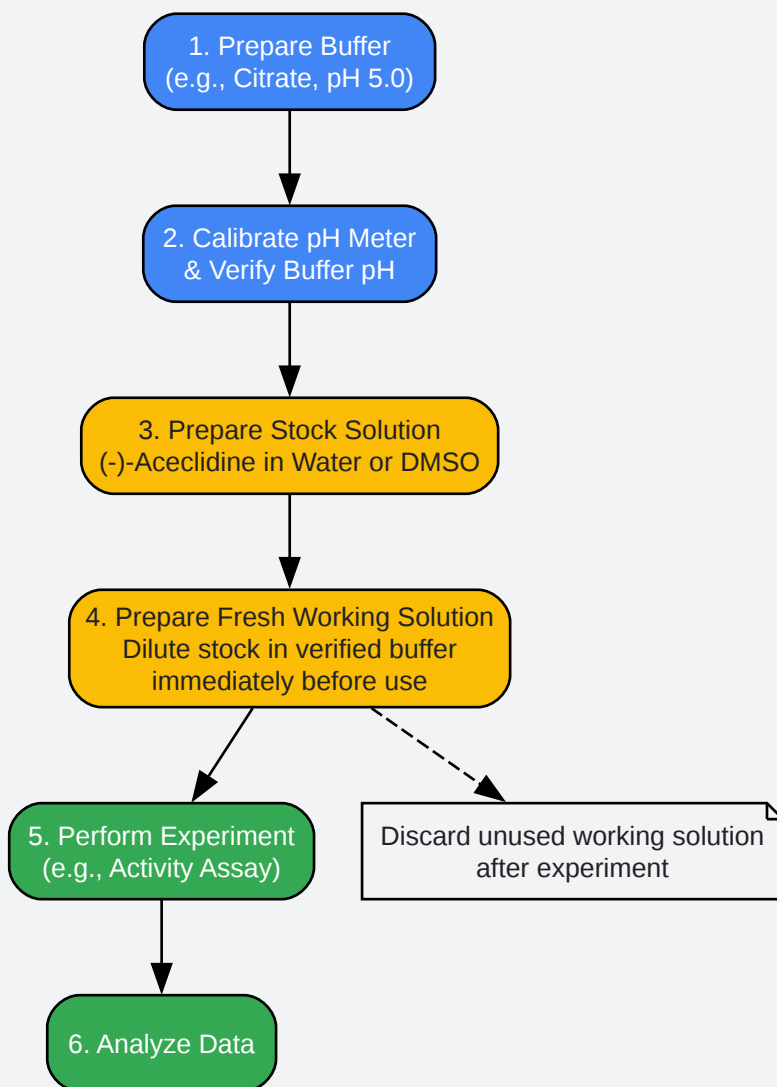 1. Prepare Buffer
(e.g., Citrate, pH 5.0)
2. Calibrate pH Meter
& Verify Buffer pH
3. Prepare Stock Solution
(-)-Aceclidine in Water or DMSO
4. Prepare Fresh Working Solution
Dilute stock in verified buffer
immediately before use
5. Perform Experiment
(e.g., Activity Assay)
Discard unused working solution
after experiment
6. Analyze Data